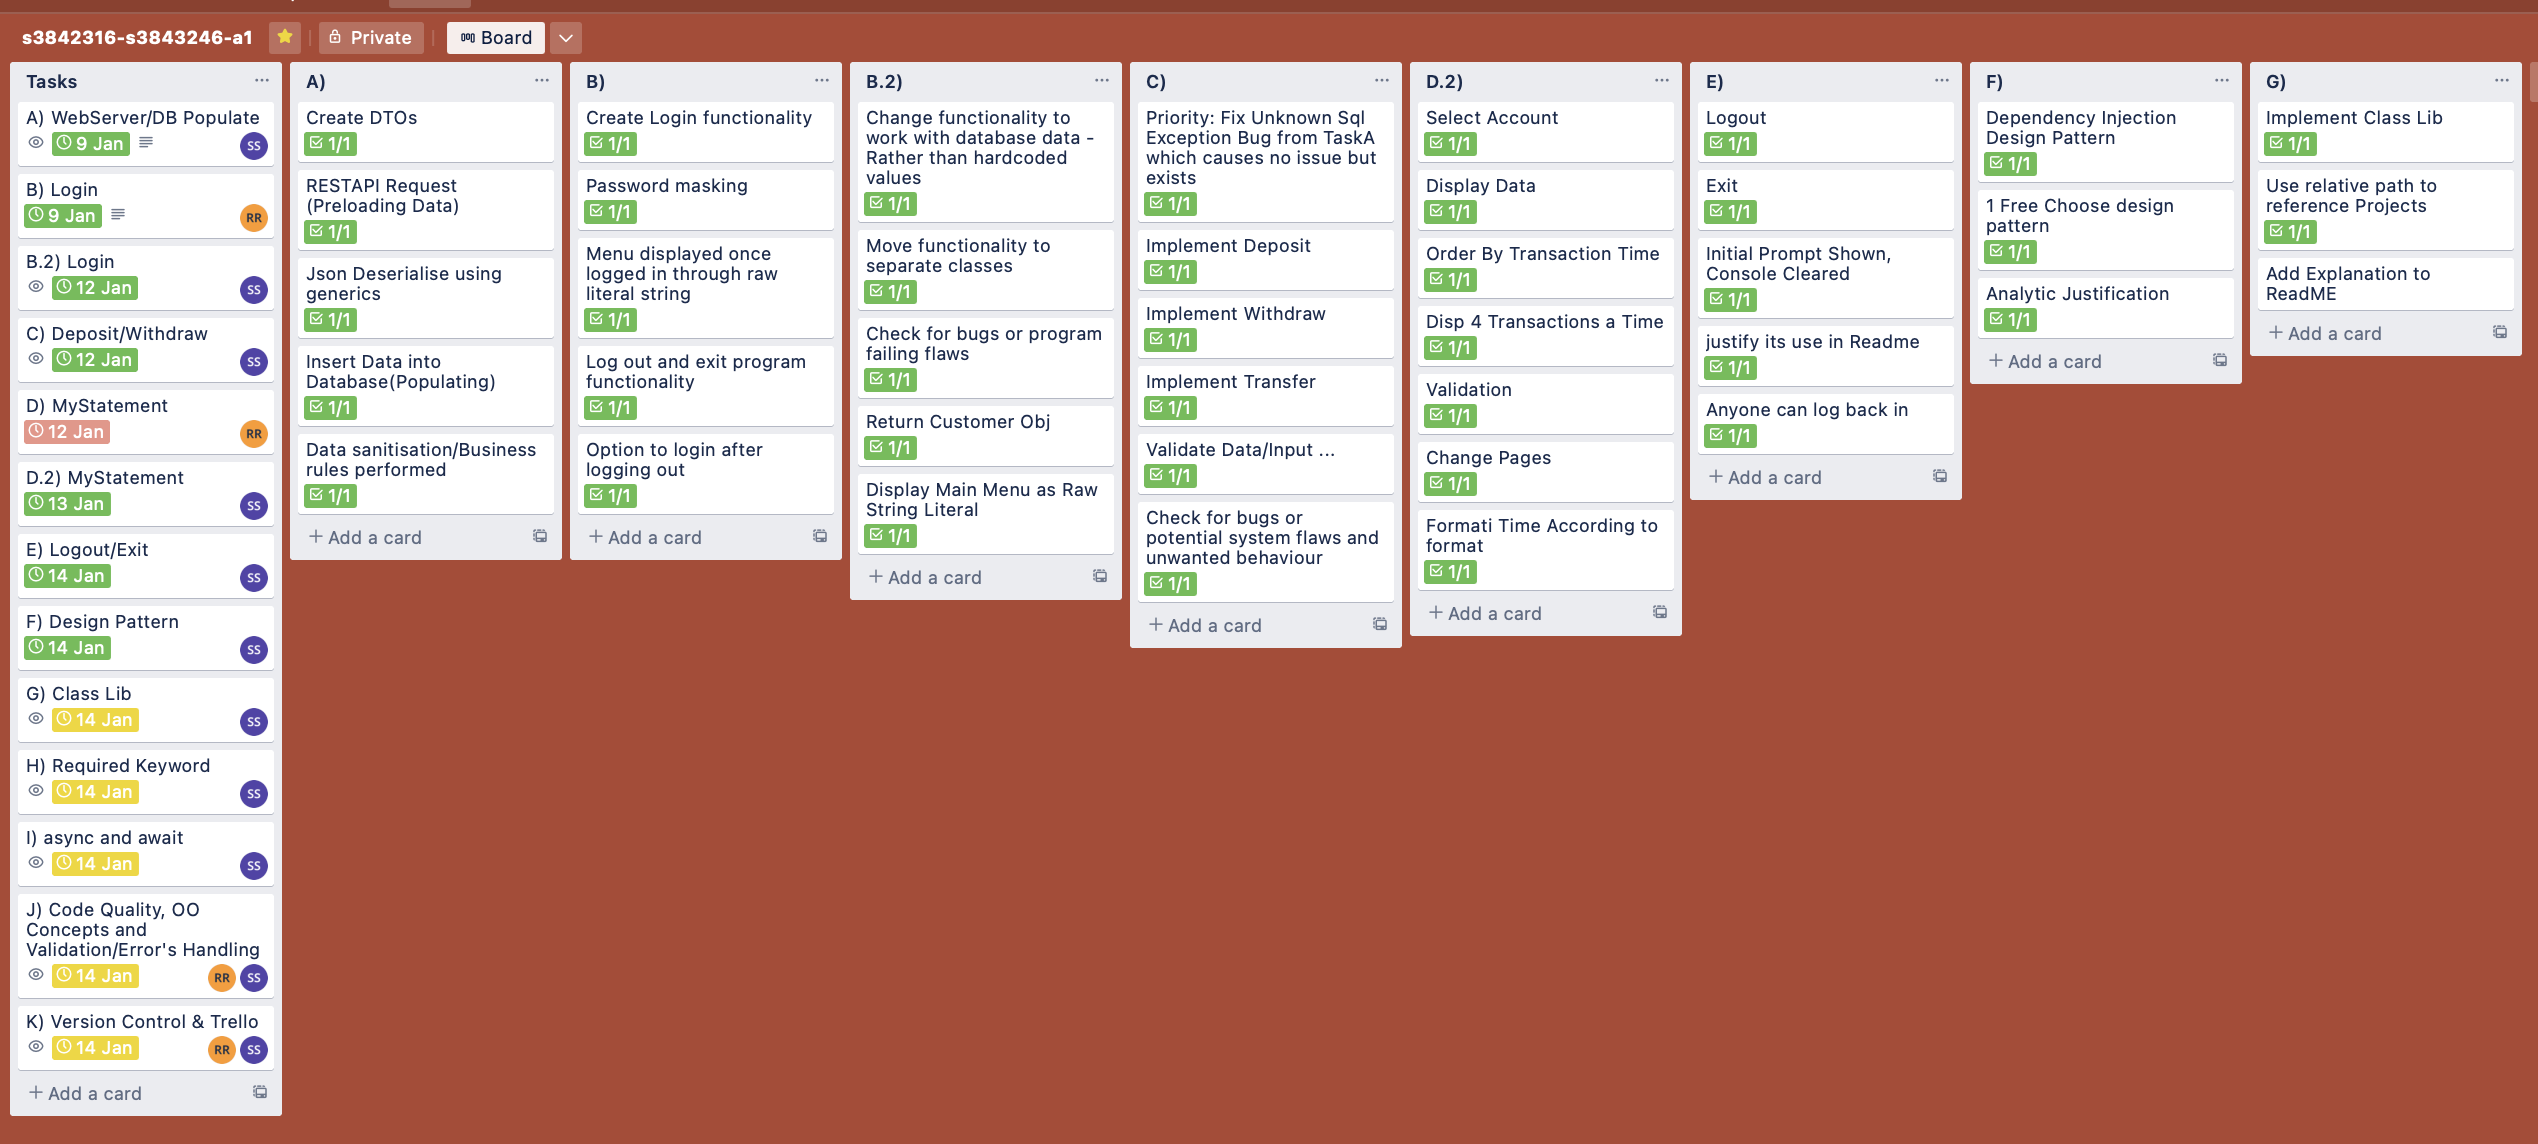 s3842316-s3843246-a1
Private
Board
Tasks
A) WebServer/DB Populate
9 Jan
SS
B) Login
9 Jan
RR
B.2) Login
12 Jan
SS
C) Deposit/Withdraw
12 Jan
SS
D) MyStatement
12 Jan
RR
D.2) MyStatement
13 Jan
SS
E) Logout/Exit
14 Jan
SS
F) Design Pattern
14 Jan
SS
G) Class Lib
14 Jan
SS
H) Required Keyword
14 Jan
SS
I) async and await
14 Jan
SS
J) Code Quality, OO
Concepts and
Validation/Error's Handling
14 Jan
RR
SS
K) Version Control & Trello
14 Jan
RR
SS
+ Add a card
A)
Create DTOs
1/1
RESTAPI Request
(Preloading Data)
1/1
Json Deserialise using
generics
1/1
Insert Data into
Database(Populating)
1/1
Data sanitisation/Business
rules performed
1/1
+ Add a card
B)
Create Login functionality
1/1
Password masking
1/1
Menu displayed once
logged in through raw
literal string
1/1
Log out and exit program
functionality
1/1
Option to login after
logging out
1/1
+ Add a card
B.2)
Change functionality to
work with database data -
Rather than hardcoded
values
1/1
Move functionality to
separate classes
1/1
Check for bugs or program
failing flaws
1/1
Return Customer Obj
1/1
Display Main Menu as Raw
String Literal
1/1
+ Add a card
C)
Priority: Fix Unknown Sql
Exception Bug from TaskA
which causes no issue but
exists
1/1
Implement Deposit
1/1
Implement Withdraw
1/1
Implement Transfer
1/1
Validate Data/Input ...
1/1
Check for bugs or
potential system flaws and
unwanted behaviour
1/1
+ Add a card
D.2)
Select Account
1/1
Display Data
1/1
Order By Transaction Time
1/1
Disp 4 Transactions a Time
1/1
Validation
1/1
Change Pages
1/1
Formati Time According to
format
1/1
+ Add a card
E)
Logout
1/1
Exit
1/1
Initial Prompt Shown,
Console Cleared
1/1
justify its use in Readme
1/1
Anyone can log back in
1/1
+ Add a card
F)
Dependency Injection
Design Pattern
1/1
1 Free Choose design
pattern
1/1
Analytic Justification
1/1
+ Add a card
G)
Implement Class Lib
1/1
Use relative path to
reference Projects
1/1
Add Explanation to
ReadME
+ Add a card